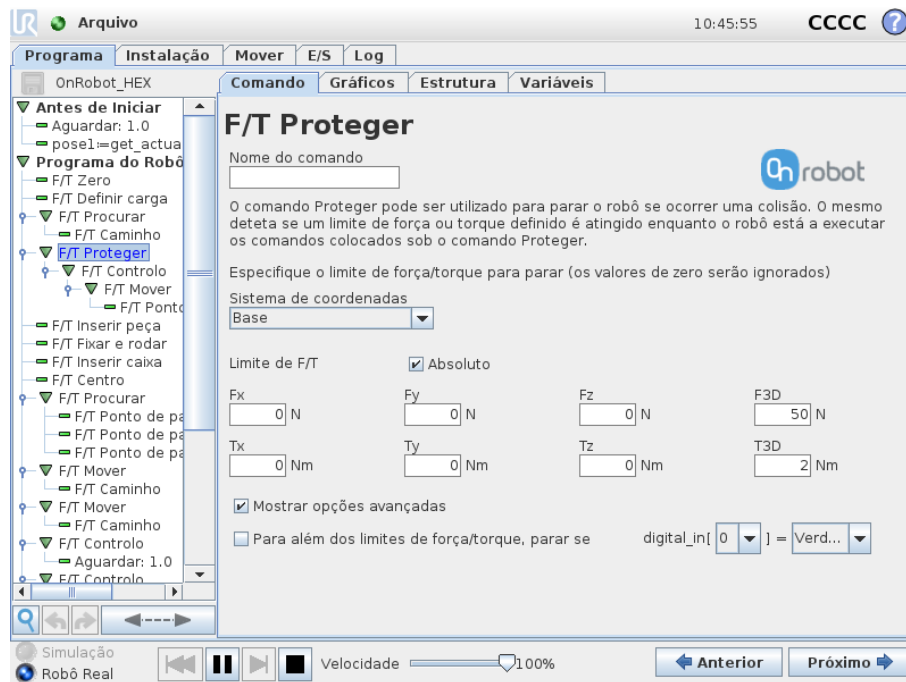 Arquivo
10:45:55
CCCC
?
Programa Instalação Mover E/S Log
OnRobot_HEX
Comando Gráficos Estrutura Variáveis
Antes de Iniciar
Aguardar: 1.0
pose1:=get_actua
Programa do Robô
F/T Zero
F/T Definir carga
F/T Procurar
F/T Caminho
F/T Proteger
F/T Controlo
F/T Mover
F/T Ponto
F/T Inserir peça
F/T Fixar e rodar
F/T Inserir caixa
F/T Centro
F/T Procurar
F/T Ponto de pa
F/T Ponto de pa
F/T Ponto de pa
F/T Mover
F/T Caminho
F/T Mover
F/T Caminho
F/T Controlo
Aguardar: 1.0
F/T Controlo
F/T Proteger
Nome do comando
On robot
O comando Proteger pode ser utilizado para parar o robô se ocorrer uma colisão. O mesmo
deteta se um limite de força ou torque definido é atingido enquanto o robô está a executar
os comandos colocados sob o comando Proteger.
Especifique o limite de força/torque para parar (os valores de zero serão ignorados)
Sistema de coordenadas
Base
Limite de F/T Absoluto
Fx Fy Fz F3D
0 N 0 N 0 N 50 N
Tx Ty Tz T3D
0 Nm 0 Nm 0 Nm 2 Nm
Mostrar opções avançadas
Para além dos limites de força/torque, parar se digital_in[ 0 ] = Verd...
Simulação
Robô Real
Velocidade 100%
Anterior
Próximo